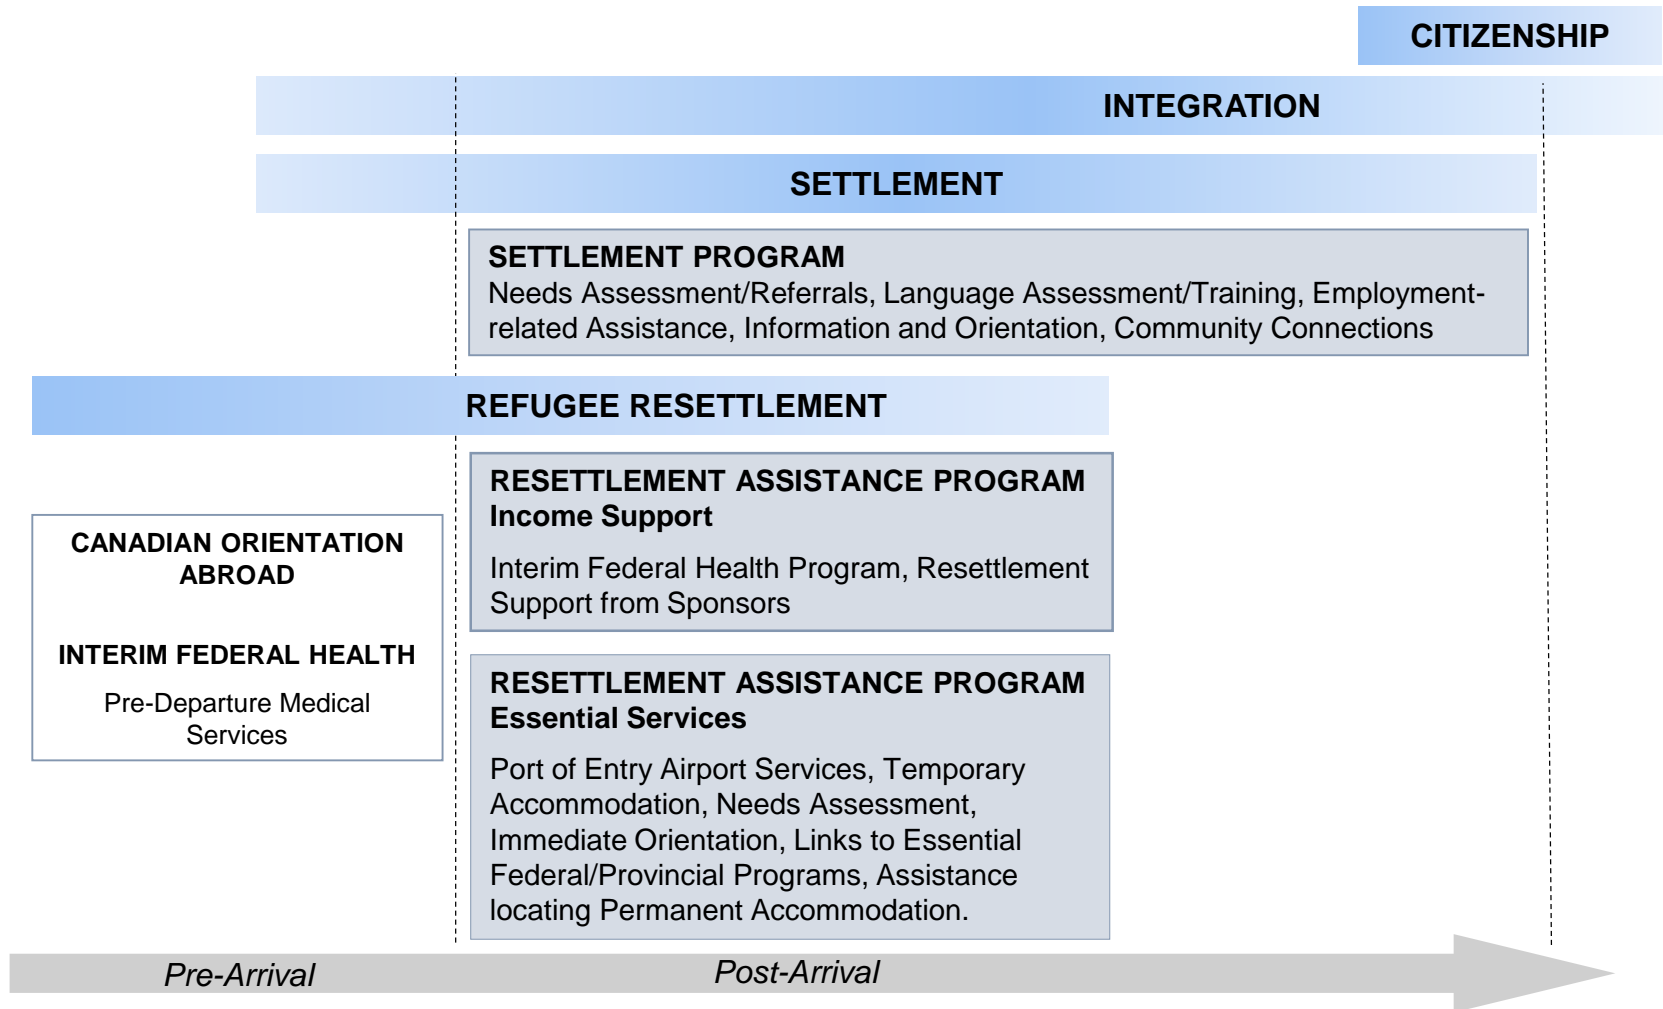 CITIZENSHIP
INTEGRATION
SETTLEMENT
SETTLEMENT PROGRAM
Needs Assessment/Referrals, Language Assessment/Training, Employment-
related Assistance, Information and Orientation, Community Connections
REFUGEE RESETTLEMENT
CANADIAN ORIENTATION
ABROAD
INTERIM FEDERAL HEALTH
Pre-Departure Medical
Services
RESETTLEMENT ASSISTANCE PROGRAM
Income Support
Interim Federal Health Program, Resettlement
Support from Sponsors
RESETTLEMENT ASSISTANCE PROGRAM
Essential Services
Port of Entry Airport Services, Temporary
Accommodation, Needs Assessment,
Immediate Orientation, Links to Essential
Federal/Provincial Programs, Assistance
locating Permanent Accommodation.
Pre-Arrival
Post-Arrival